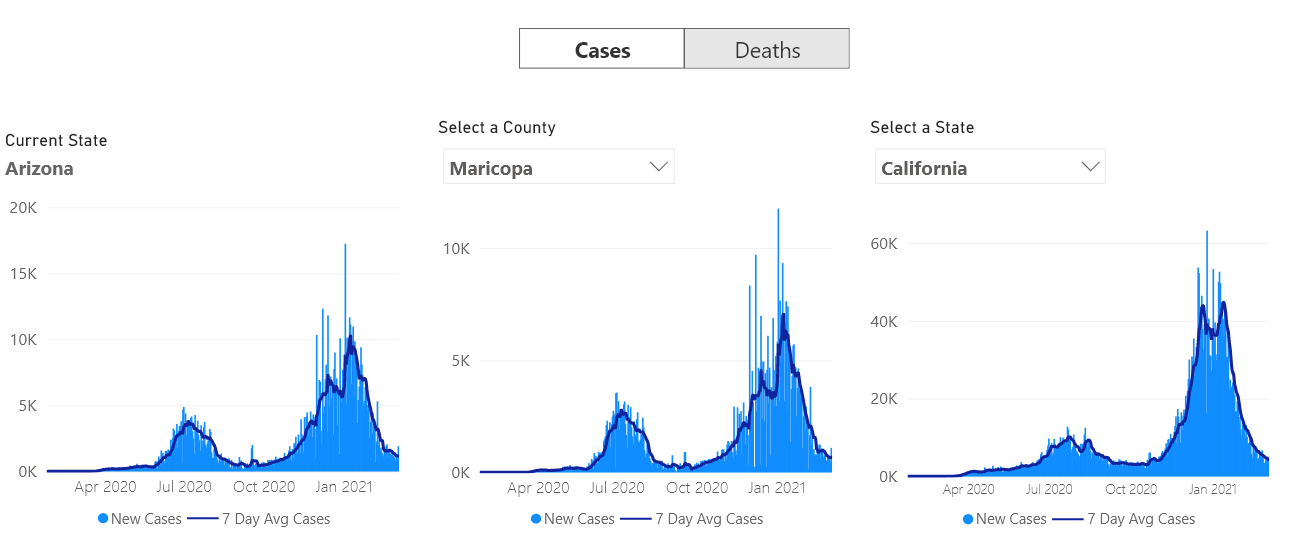 Cases Deaths
Current State
Arizona
20K
15K
10K
5K
0K
Apr 2020 Jul 2020 Oct 2020 Jan 2021
New Cases 7 Day Avg Cases
Select a County
Maricopa
10K
5K
0K
Apr 2020 Jul 2020 Oct 2020 Jan 2021
New Cases 7 Day Avg Cases
Select a State
California
60K
40K
20K
0K
Apr 2020 Jul 2020 Oct 2020 Jan 2021
New Cases 7 Day Avg Cases